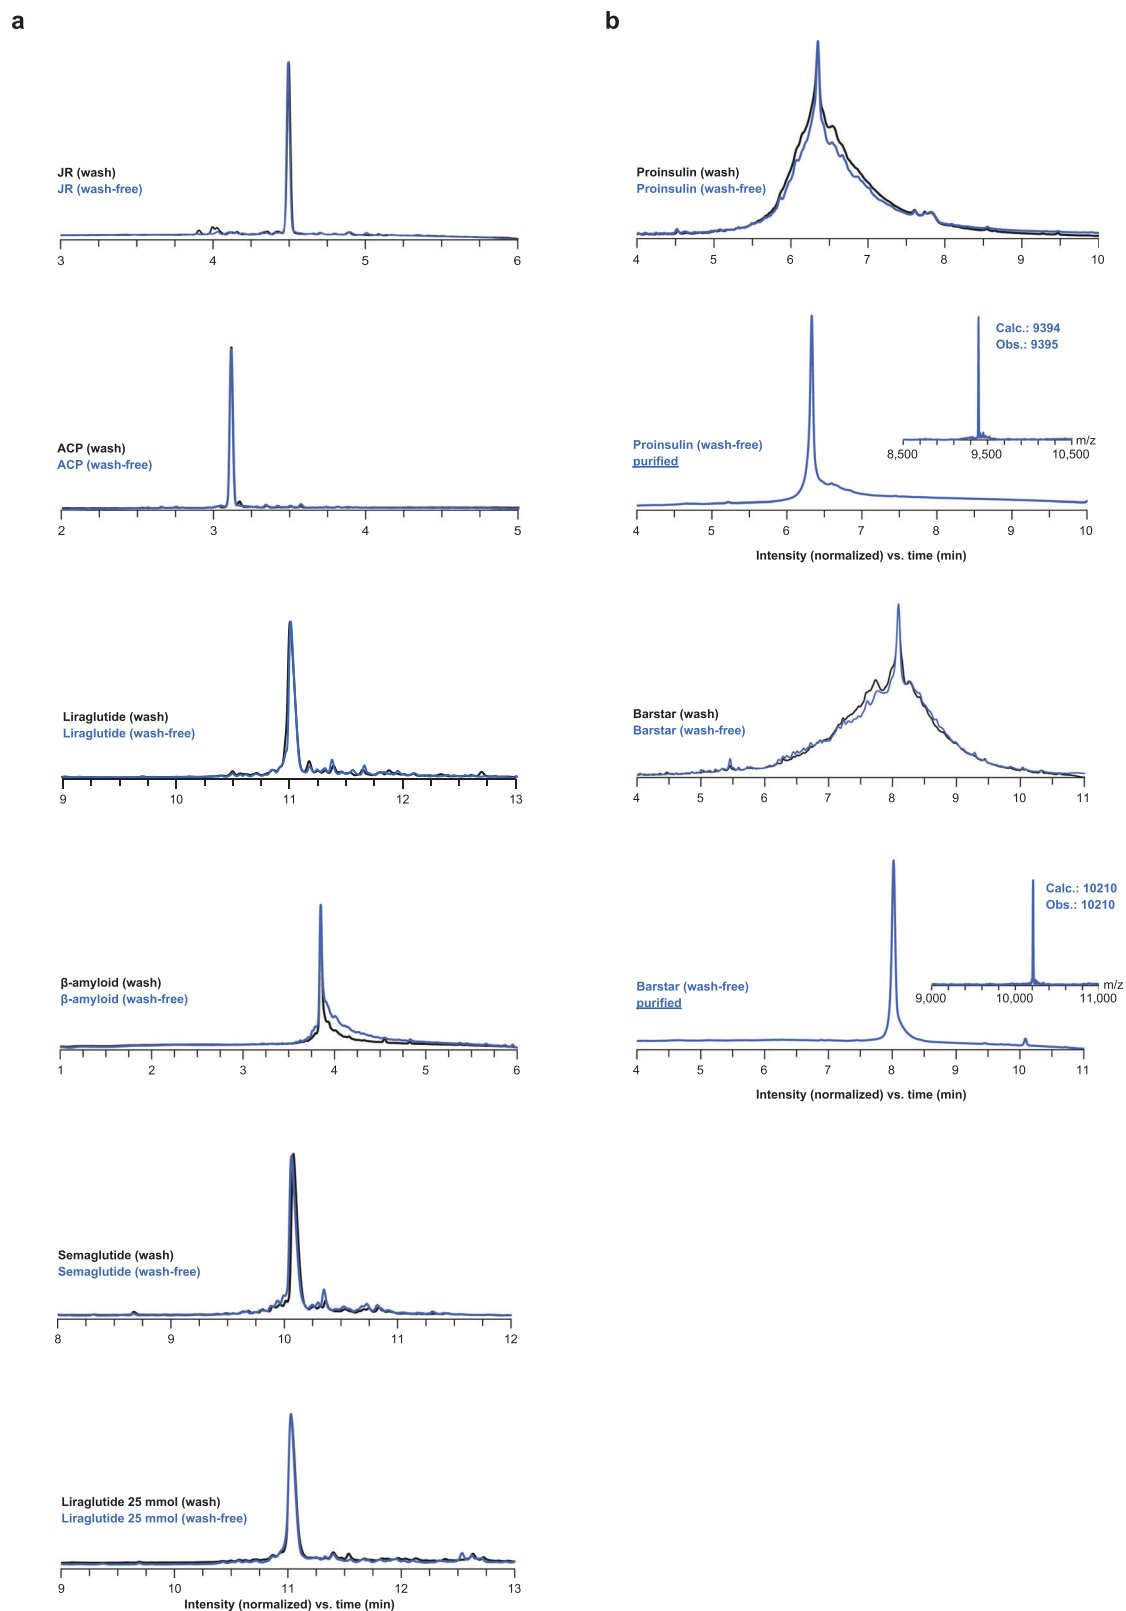 a
JR (wash)
JR (wash-free)
3 4 5 6
ACP (wash)
ACP (wash-free)
2 3 4 5
Liraglutide (wash)
Liraglutide (wash-free)
9 10 11 12 13
β-amyloid (wash)
β-amyloid (wash-free)
1 2 3 4 5 6
Semaglutide (wash)
Semaglutide (wash-free)
8 9 10 11 12
Liraglutide 25 mmol (wash)
Liraglutide 25 mmol (wash-free)
9 10 11 12 13
Intensity (normalized) vs. time (min)
b
Proinsulin (wash)
Proinsulin (wash-free)
4 5 6 7 8 9 10
Calc.: 9394
Obs.: 9395
8,500 9,500 10,500 m/z
Proinsulin (wash-free)
purified
4 5 6 7 8 9 10
Intensity (normalized) vs. time (min)
Barstar (wash)
Barstar (wash-free)
4 5 6 7 8 9 10 11
Calc.: 10210
Obs.: 10210
9,000 10,000 11,000 m/z
Barstar (wash-free)
purified
4 5 6 7 8 9 10 11
Intensity (normalized) vs. time (min)